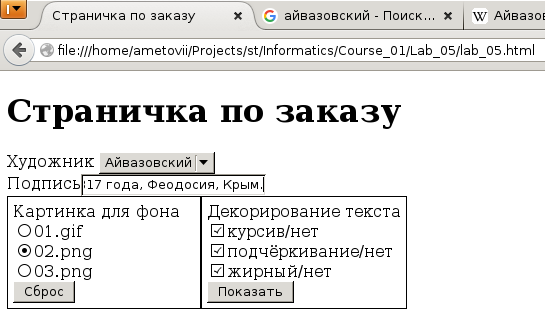 Страничка по заказу
айвазовский - Поиск...
W Айвазо
file:///home/ametovii/Projects/st/Informatics/Course_01/Lab_05/lab_05.html
Страничка по заказу
Художник Айвазовский
Подпись 17 года, Феодосия, Крым.
Картинка для фона
01.gif
02.png
03.png
Сброс
Декорирование текста
курсив/нет
подчёркивание/нет
жирный/нет
Показать